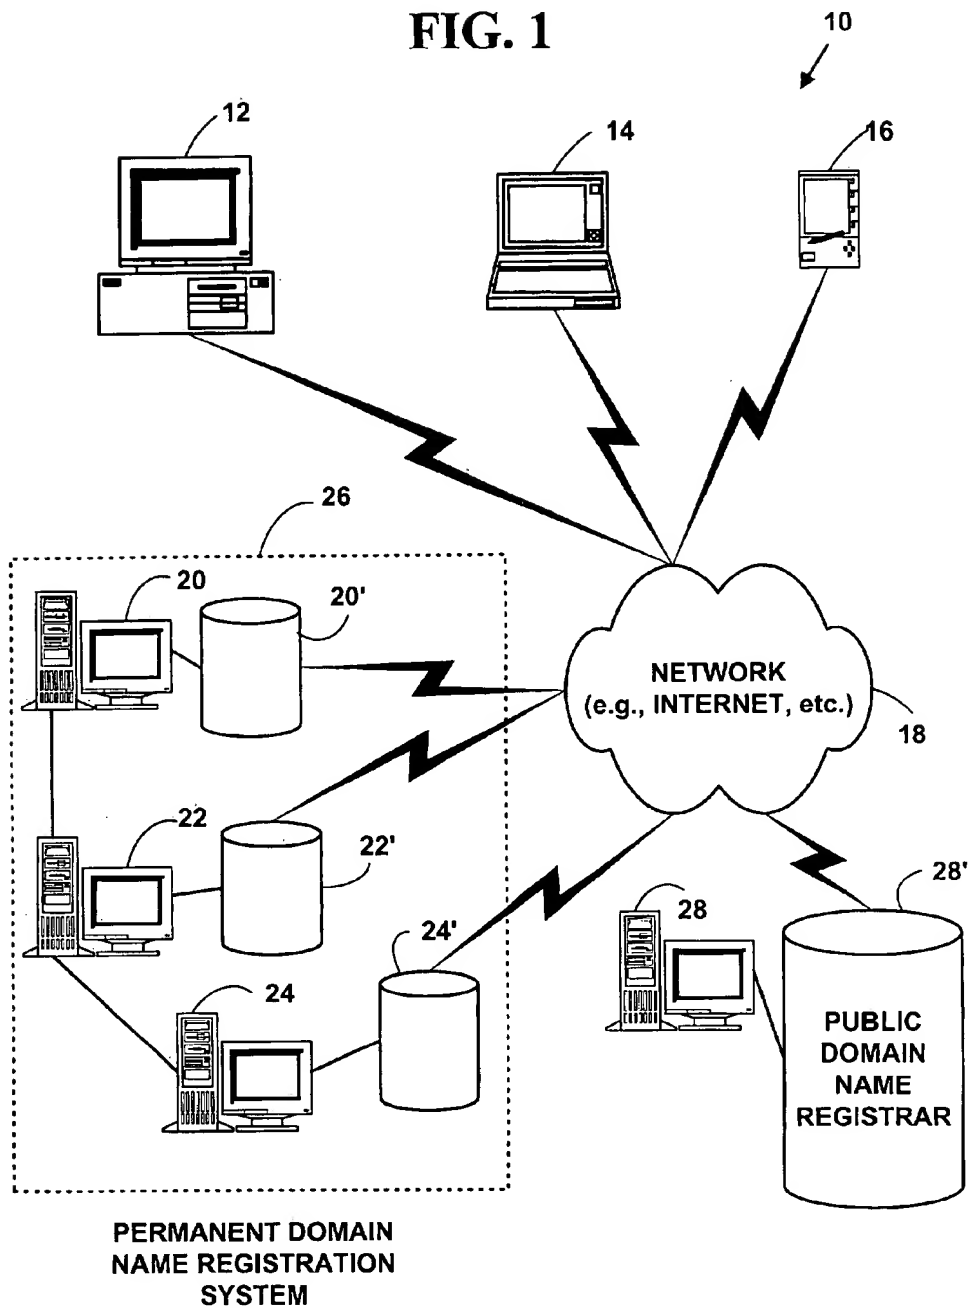 FIG. 1
10
12
14
16
26
20
20'
NETWORK
(e.g., INTERNET, etc.)
18
22
22'
28'
28
24'
24
PUBLIC
DOMAIN
NAME
REGISTRAR
PERMANENT DOMAIN
NAME REGISTRATION
SYSTEM